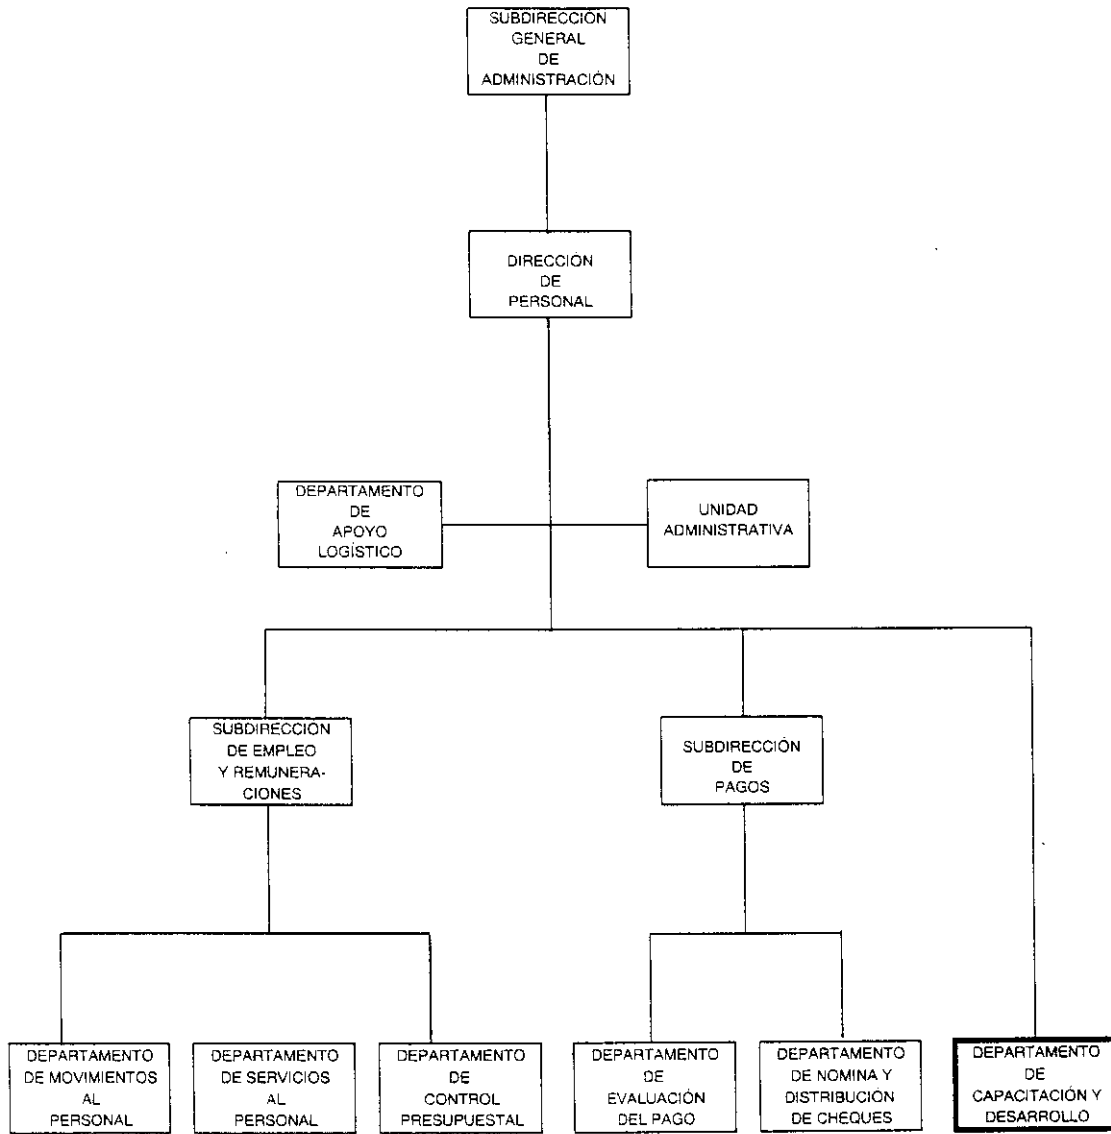 SUBDIRECCIÓN
GENERAL
DE
ADMINISTRACIÓN
DIRECCIÓN
DE
PERSONAL
DEPARTAMENTO
DE
APOYO
LOGÍSTICO
UNIDAD
ADMINISTRATIVA
SUBDIRECCIÓN
DE EMPLEO
Y REMUNERA-
CIONES
SUBDIRECCIÓN
DE
PAGOS
DEPARTAMENTO
DE MOVIMIENTOS
AL
PERSONAL
DEPARTAMENTO
DE SERVICIOS
AL
PERSONAL
DEPARTAMENTO
DE
CONTROL
PRESUPUESTAL
DEPARTAMENTO
DE
EVALUACIÓN
DEL PAGO
DEPARTAMENTO
DE NOMINA Y
DISTRIBUCIÓN
DE CHEQUES
DEPARTAMENTO
DE
CAPACITACIÓN Y
DESARROLLO